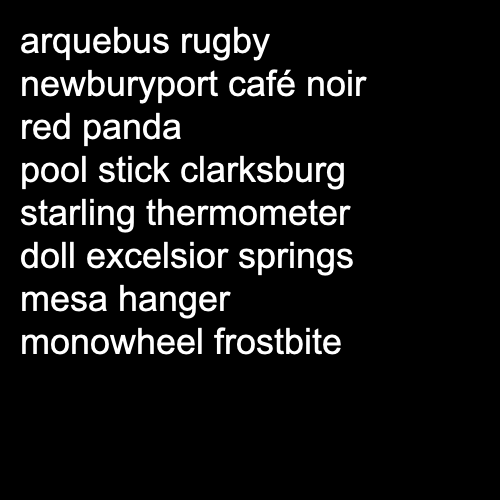 arquebus rugby
newburyport café noir
red panda
pool stick clarksburg
starling thermometer
doll excelsior springs
mesa hanger
monowheel frostbite